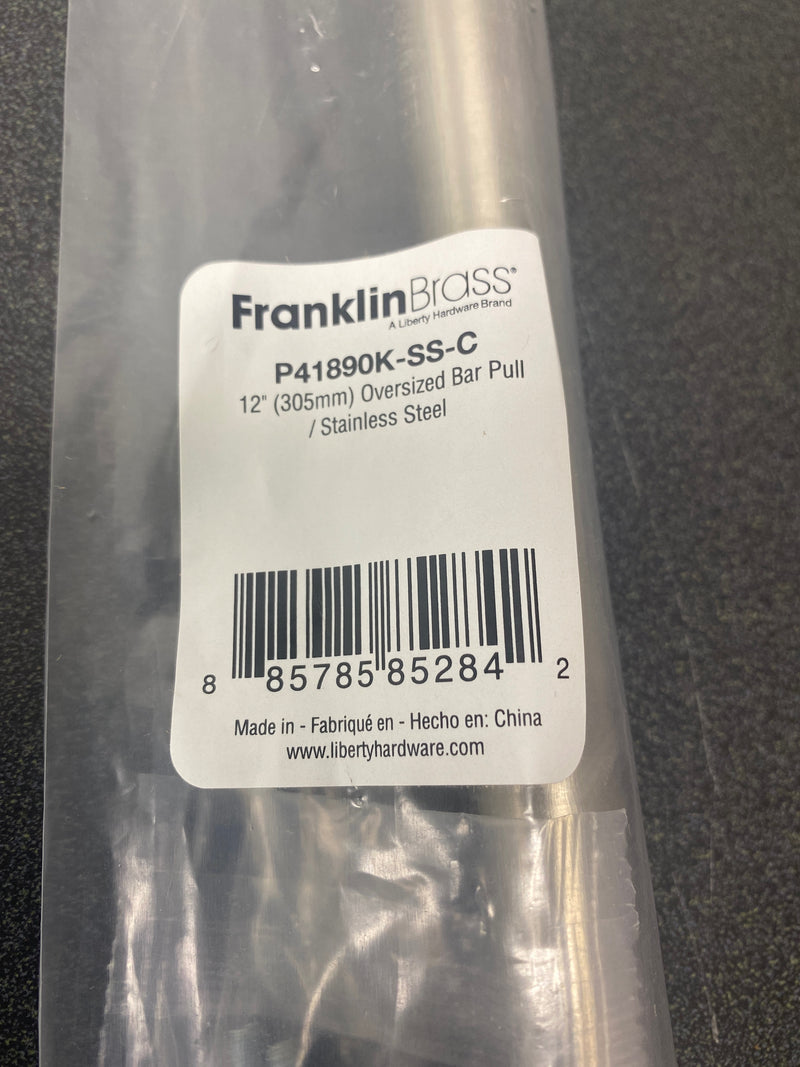 FranklinBrass®
A Liberty Hardware Brand
P41890K-SS-C
12" (305mm) Oversized Bar Pull
/ Stainless Steel
8 85785 85284 2
Made in - Fabriqué en - Hecho en: China
www.libertyhardware.com